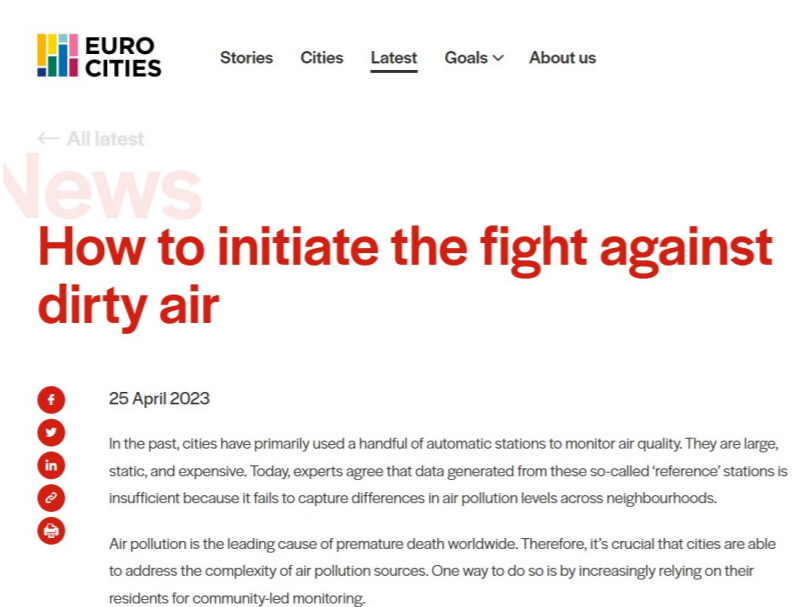 EURO
CITIES
Stories Cities Latest Goals About us
← All latest
News
How to initiate the fight against
dirty air
25 April 2023
In the past, cities have primarily used a handful of automatic stations to monitor air quality. They are large,
static, and expensive. Today, experts agree that data generated from these so-called ‘reference’ stations is
insufficient because it fails to capture differences in air pollution levels across neighbourhoods.
Air pollution is the leading cause of premature death worldwide. Therefore, it’s crucial that cities are able
to address the complexity of air pollution sources. One way to do so is by increasingly relying on their
residents for community-led monitoring.